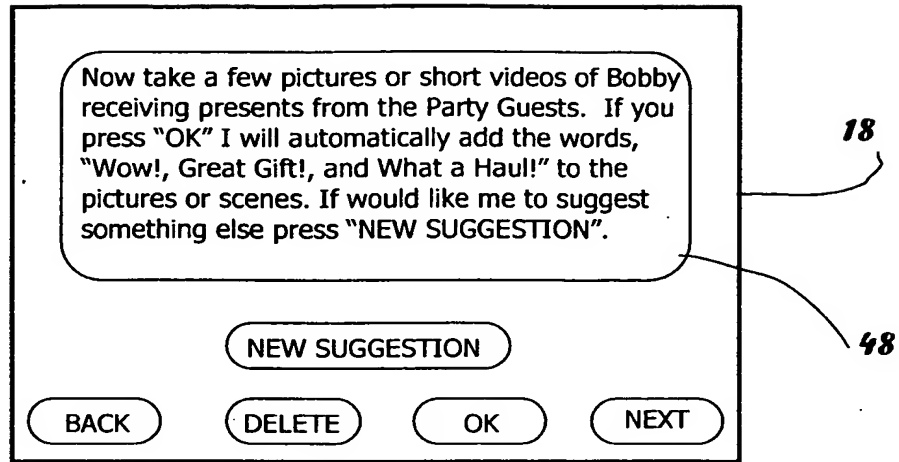 Now take a few pictures or short videos of Bobby
receiving presents from the Party Guests. If you
press "OK" I will automatically add the words,
"Wow!, Great Gift!, and What a Haul!" to the
pictures or scenes. If would like me to suggest
something else press "NEW SUGGESTION".
18
48
NEW SUGGESTION
BACK DELETE OK NEXT